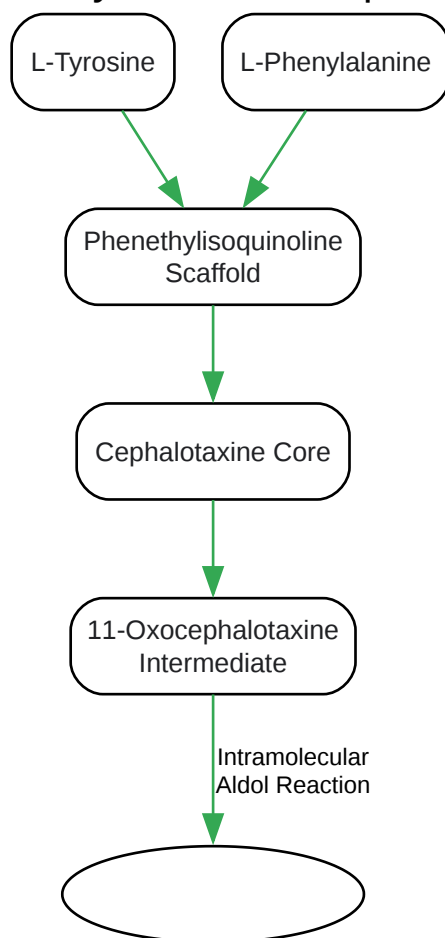 L-Tyrosine
L-Phenylalanine
Phenethylisoquinoline
Scaffold
Cephalotaxine Core
11-Oxocephalotaxine
Intermediate
Intramolecular
Aldol Reaction